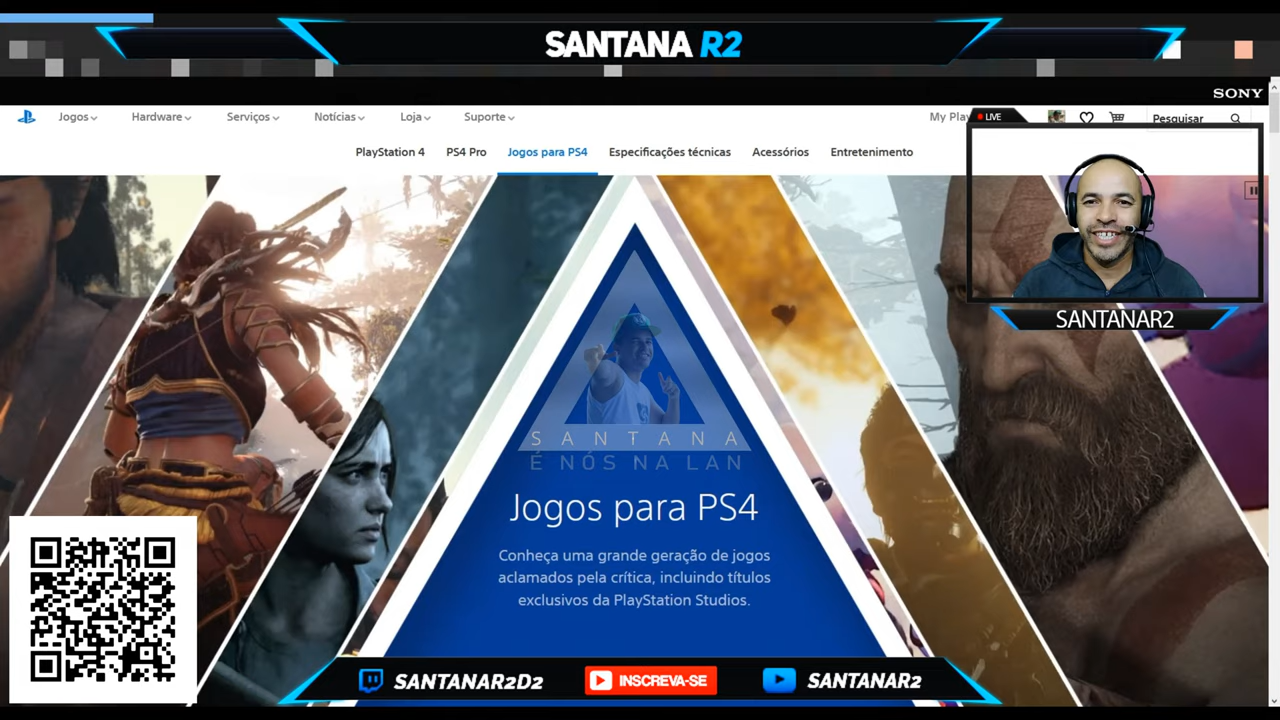 SANTANA R2
SONY
Jogos
Hardware
Serviços
Notícias
Loja
Suporte
My Play
Pesquisar
LIVE
PlayStation 4
PS4 Pro
Jogos para PS4
Especificações técnicas
Acessórios
Entretenimento
SANTANAR2
SANTANA
É NÓS NA LAN
Jogos para PS4
Conheça uma grande geração de jogos
aclamados pela crítica, incluindo títulos
exclusivos da PlayStation Studios.
SANTANAR2D2
INSCREVA-SE
SANTANAR2